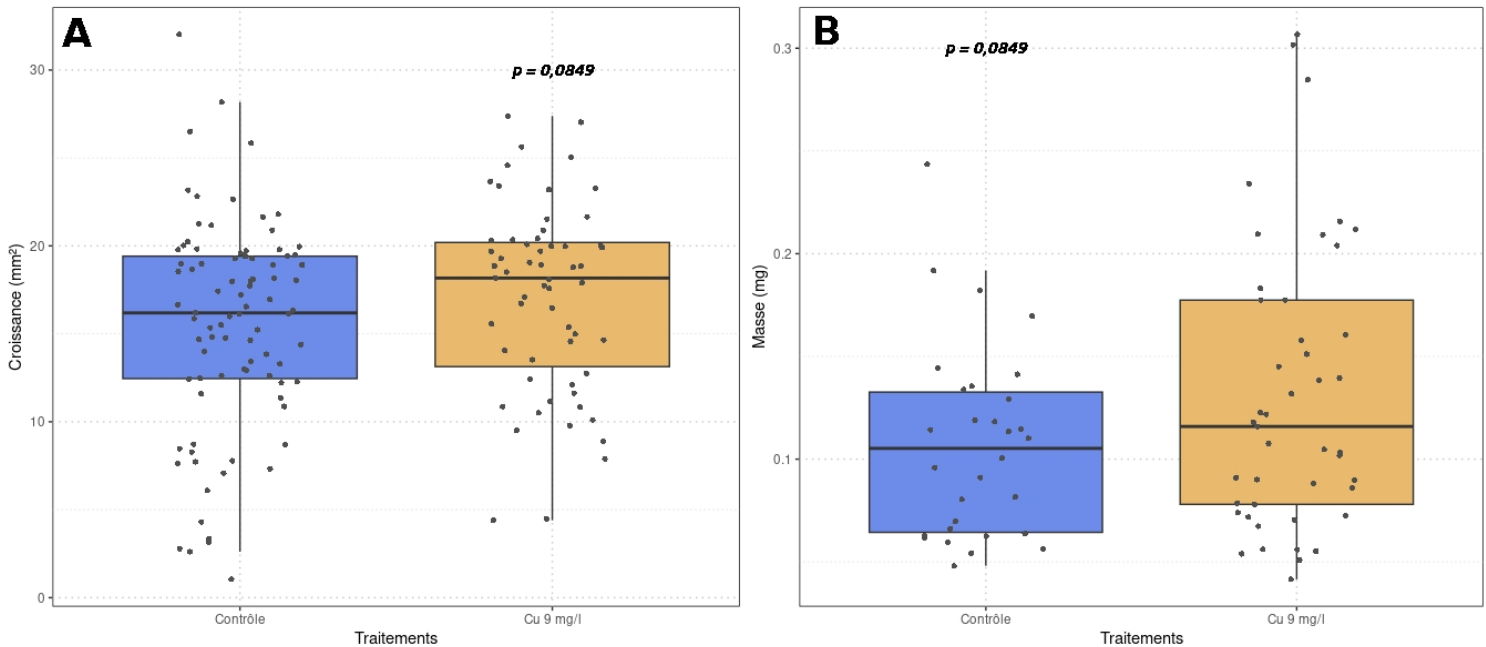 A
p = 0,0849
30
20
10
0
Croissance (mm²)
Contrôle
Cu 9 mg/l
Traitements
B
p = 0,0849
0.3
0.2
0.1
Masse (mg)
Contrôle
Cu 9 mg/l
Traitements